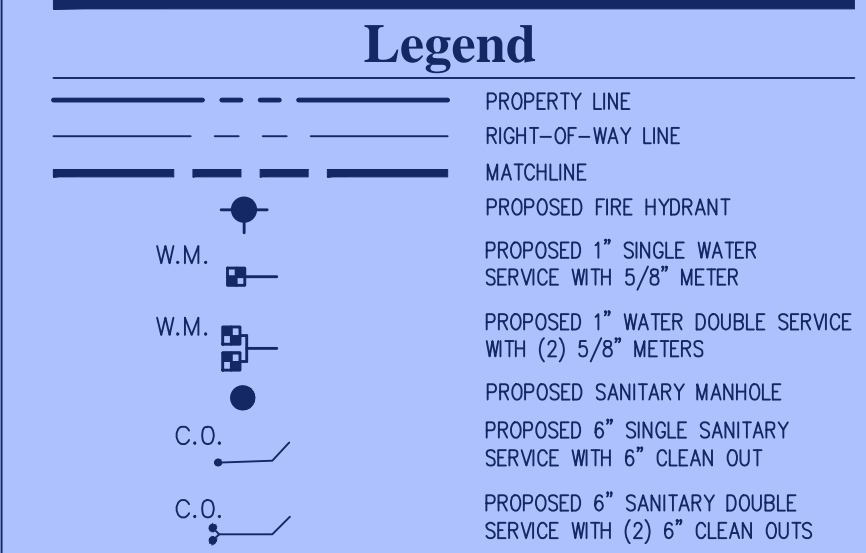 Legend
PROPERTY LINE
RIGHT-OF-WAY LINE
MATCHLINE
PROPOSED FIRE HYDRANT
W.M.
PROPOSED 1" SINGLE WATER
SERVICE WITH 5/8" METER
W.M.
PROPOSED 1" WATER DOUBLE SERVICE
WITH (2) 5/8" METERS
PROPOSED SANITARY MANHOLE
C.O.
PROPOSED 6" SINGLE SANITARY
SERVICE WITH 6" CLEAN OUT
C.O.
PROPOSED 6" SANITARY DOUBLE
SERVICE WITH (2) 6" CLEAN OUTS